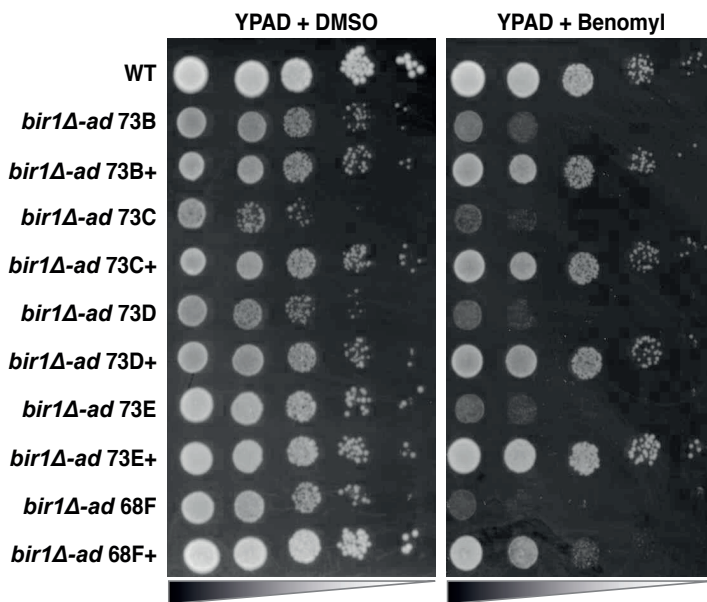 YPAD + DMSO
YPAD + Benomyl
WT
bir1Δ-ad 73B
bir1Δ-ad 73B+
bir1Δ-ad 73C
bir1Δ-ad 73C+
bir1Δ-ad 73D
bir1Δ-ad 73D+
bir1Δ-ad 73E
bir1Δ-ad 73E+
bir1Δ-ad 68F
bir1Δ-ad 68F+